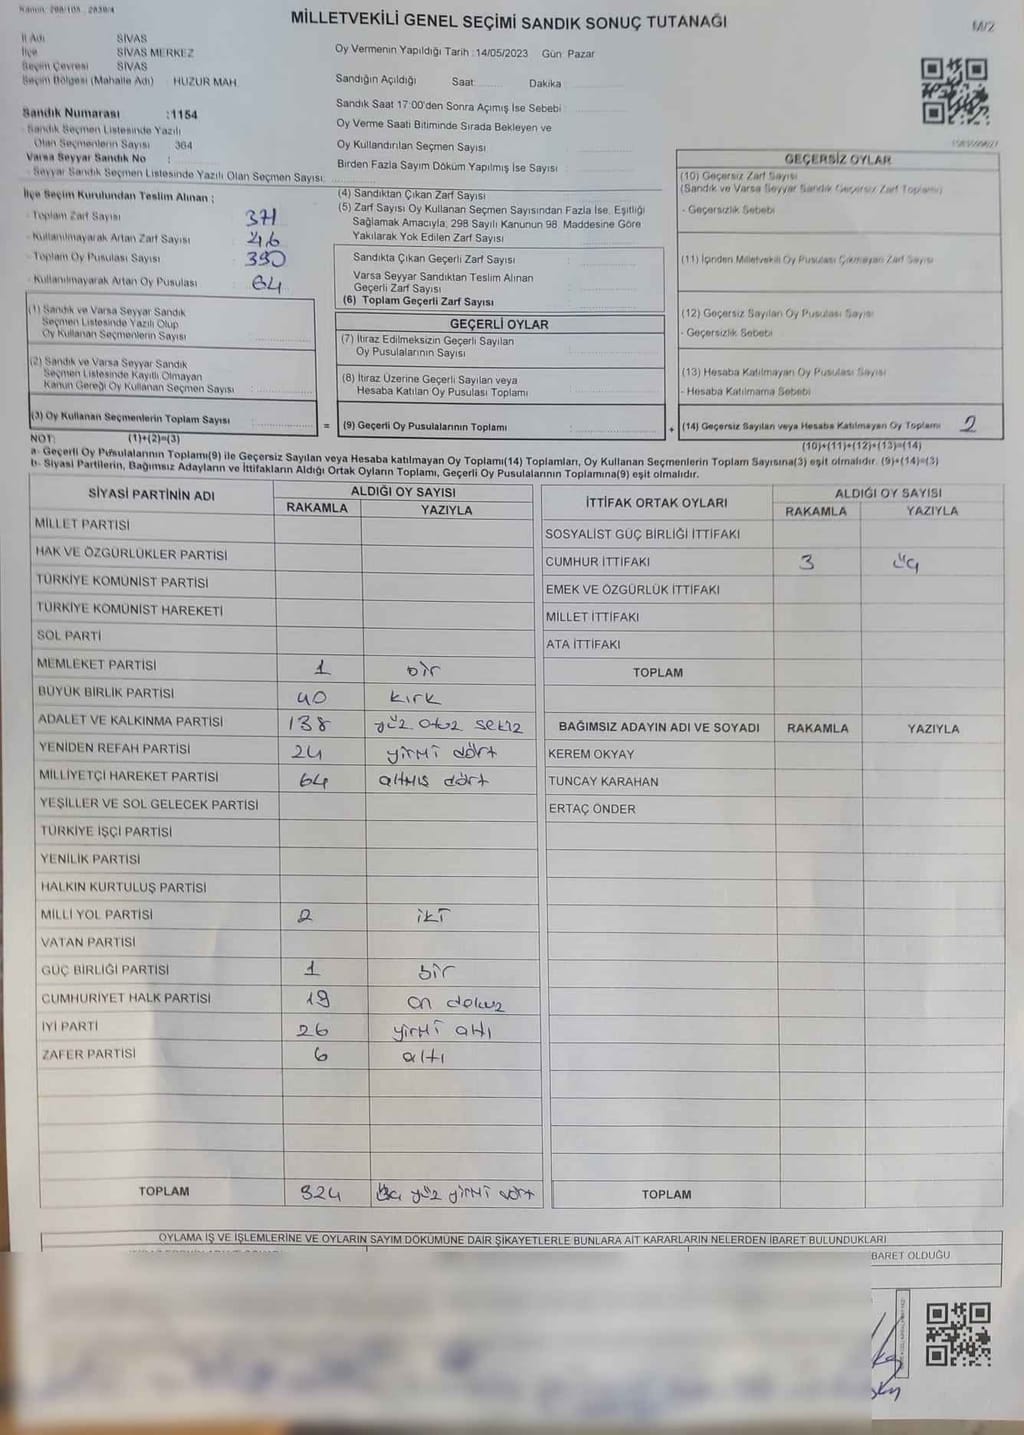 MİLLETVEKİLİ GENEL SEÇİMİ SANDIK SONUÇ TUTANAĞI
M/2
İl Adı SİVAS
İlçe SİVAS MERKEZ
Seçim Çevresi SİVAS
Seçim Bölgesi (Mahalle Adı) HUZUR MAH.
Sandık Numarası :1154
- Sandık Seçmen Listesinde Yazılı
Olan Seçmenlerin Sayısı 364
Varsa Seyyar Sandık No :
- Seyyar Sandık Seçmen Listesinde Yazılı Olan Seçmen Sayısı:
İlçe Seçim Kurulundan Teslim Alınan ;
- Toplam Zarf Sayısı 371
- Kullanılmayarak Artan Zarf Sayısı 46
- Toplam Oy Pusulası Sayısı 390
- Kullanılmayarak Artan Oy Pusulası 64
(1) Sandık ve Varsa Seyyar Sandık
Seçmen Listesinde Yazılı Olup
Oy Kullanan Seçmenlerin Sayısı
(2) Sandık ve Varsa Seyyar Sandık
Seçmen Listesinde Kayıtlı Olmayan
Kanun Gereği Oy Kullanan Seçmen Sayısı :
(3) Oy Kullanan Seçmenlerin Toplam Sayısı
Oy Vermenin Yapıldığı Tarih : 14/05/2023 Gün Pazar
Sandığın Açıldığı Saat: Dakika
Sandık Saat 17:00'den Sonra Açımış İse Sebebi
Oy Verme Saati Bitiminde Sırada Bekleyen ve
Oy Kullandırılan Seçmen Sayısı
Birden Fazla Sayım Döküm Yapılmış İse Sayısı
(4) Sandıktan Çıkan Zarf Sayısı
(5) Zarf Sayısı Oy Kullanan Seçmen Sayısından Fazla İse, Eşitliği
Sağlamak Amacıyla, 298 Sayılı Kanunun 98. Maddesine Göre
Yakılarak Yok Edilen Zarf Sayısı
Sandıkta Çıkan Geçerli Zarf Sayısı
Varsa Seyyar Sandıktan Teslim Alınan
Geçerli Zarf Sayısı
(6) Toplam Geçerli Zarf Sayısı
GEÇERLİ OYLAR
(7) İtiraz Edilmeksizin Geçerli Sayılan
Oy Pusulalarının Sayısı
(8) İtiraz Üzerine Geçerli Sayılan veya
Hesaba Katılan Oy Pusulası Toplamı
= (9) Geçerli Oy Pusulalarının Toplamı
GEÇERSİZ OYLAR
(10) Geçersiz Zarf Sayısı
(Sandık ve Varsa Seyyar Sandık Geçersiz Zarf Toplamı)
- Geçersizlik Sebebi
(11) İçinden Milletvekili Oy Pusulası Çıkmayan Zarf Sayısı
(12) Geçersiz Sayılan Oy Pusulası Sayısı
- Geçersizlik Sebebi
(13) Hesaba Katılmayan Oy Pusulası Sayısı
- Hesaba Katılmama Sebebi
+ (14) Geçersiz Sayılan veya Hesaba Katılmayan Oy Toplamı 2
NOT: (1)+(2)=(3)
(10)+(11)+(12)+(13)=(14)
a- Geçerli Oy Pusulalarının Toplamı(9) ile Geçersiz Sayılan veya Hesaba katılmayan Oy Toplamı(14) Toplamları, Oy Kullanan Seçmenlerin Toplam Sayısına(3) eşit olmalıdır. (9)+(14)=(3)
b- Siyasi Partilerin, Bağımsız Adayların ve İttifakların Aldığı Ortak Oyların Toplamı, Geçerli Oy Pusulalarının Toplamına(9) eşit olmalıdır.
SİYASİ PARTİNİN ADI ALDIĞI OY SAYISI
RAKAMLA YAZIYLA
MİLLET PARTİSİ
HAK VE ÖZGÜRLÜKLER PARTİSİ
TÜRKİYE KOMÜNİST PARTİSİ
TÜRKİYE KOMÜNİST HAREKETİ
SOL PARTİ
MEMLEKET PARTİSİ 1 bir
BÜYÜK BİRLİK PARTİSİ 40 kırk
ADALET VE KALKINMA PARTİSİ 138 yüz otuz sekiz
YENİDEN REFAH PARTİSİ 24 yirmi dört
MİLLİYETÇİ HAREKET PARTİSİ 64 altmış dört
YEŞİLLER VE SOL GELECEK PARTİSİ
TÜRKİYE İŞÇİ PARTİSİ
YENİLİK PARTİSİ
HALKIN KURTULUŞ PARTİSİ
MİLLİ YOL PARTİSİ 2 iki
VATAN PARTİSİ
GÜÇ BİRLİĞİ PARTİSİ 1 bir
CUMHURİYET HALK PARTİSİ 19 on dokuz
İYİ PARTİ 26 yirmi altı
ZAFER PARTİSİ 6 altı
TOPLAM 324 üç yüz yirmi dört
İTTİFAK ORTAK OYLARI ALDIĞI OY SAYISI
RAKAMLA YAZIYLA
SOSYALİST GÜÇ BİRLİĞİ İTTİFAKI
CUMHUR İTTİFAKI 3 üç
EMEK VE ÖZGÜRLÜK İTTİFAKI
MİLLET İTTİFAKI
ATA İTTİFAKI
TOPLAM
BAĞIMSIZ ADAYIN ADI VE SOYADI RAKAMLA YAZIYLA
KEREM OKYAY
TUNCAY KARAHAN
ERTAÇ ÖNDER
TOPLAM
OYLAMA İŞ VE İŞLEMLERİNE VE OYLARIN SAYIM DÖKÜMÜNE DAİR ŞİKAYETLERLE BUNLARA AİT KARARLARIN NELERDEN İBARET BULUNDUKLARI
BARET OLDUĞU